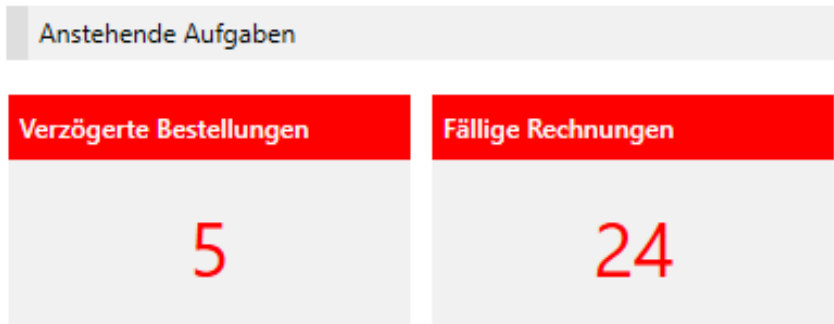 Anstehende Aufgaben
Verzögerte Bestellungen
Fällige Rechnungen
5
24